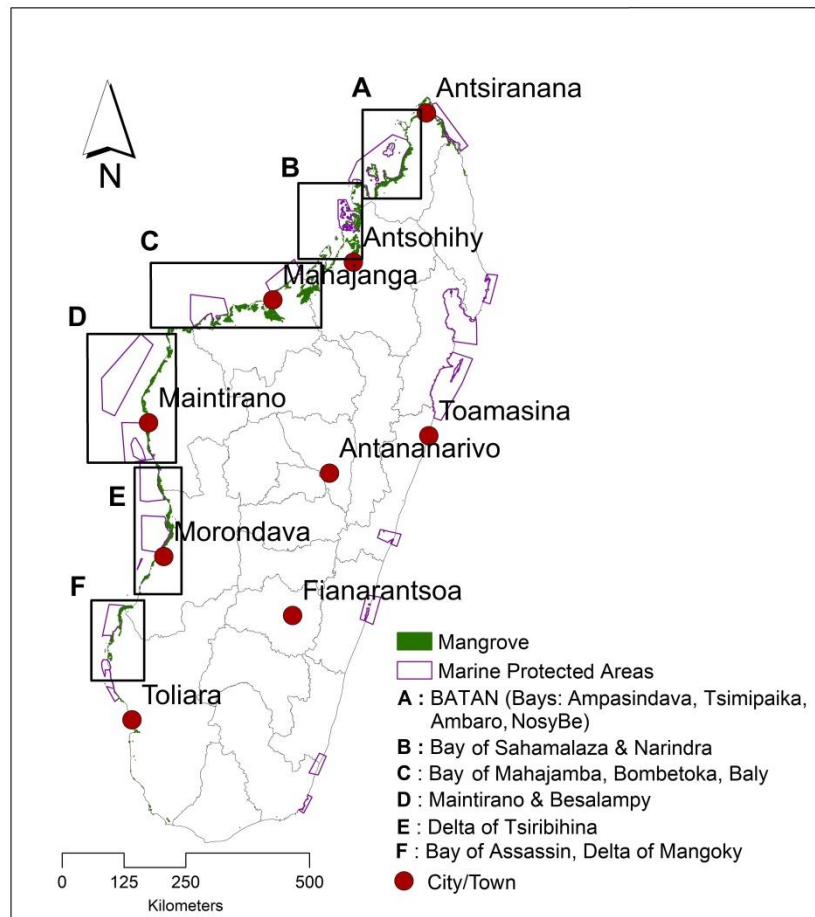 A
Antsiranana
N
B
Antsohihy
C
Mahajanga
D
Maintirano
Toamasina
Antananarivo
E
Morondava
Fianarantsoa
F
Toliara
Mangrove
Marine Protected Areas
A : BATAN (Bays: Ampasindava, Tsimipaika,
Ambaro, NosyBe)
B : Bay of Sahamalaza & Narindra
C : Bay of Mahajamba, Bombetoka, Baly
D : Maintirano & Besalampy
E : Delta of Tsiribihina
F : Bay of Assassin, Delta of Mangoky
City/Town
0 125 250 500
Kilometers